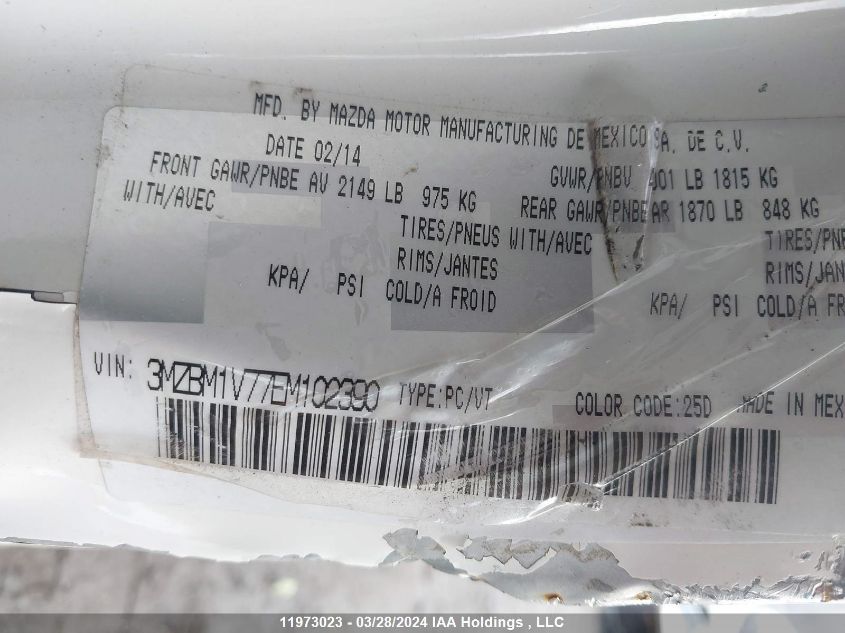 MFD. BY MAZDA MOTOR MANUFACTURING DE MEXICO SA. DE C.V.
DATE 02/14
FRONT GAWR/PNBE AV 2149 LB 975 KG
WITH/AVEC
GVWR/PNBV 001 LB 1815 KG
REAR GAWR/PNBE AR 1870 LB 848 KG
TIRES/PNEUS WITH/AVEC
RIMS/JANTES
KPA/ PSI COLD/A FROID
TIRES/PNE
RIMS/JAN
KPA/ PSI COLD/A FR
VIN: 3MZBM1V77EM102390 TYPE:PC/VT
COLOR CODE:25D MADE IN MEX
11973023 - 03/28/2024 IAA Holdings , LLC